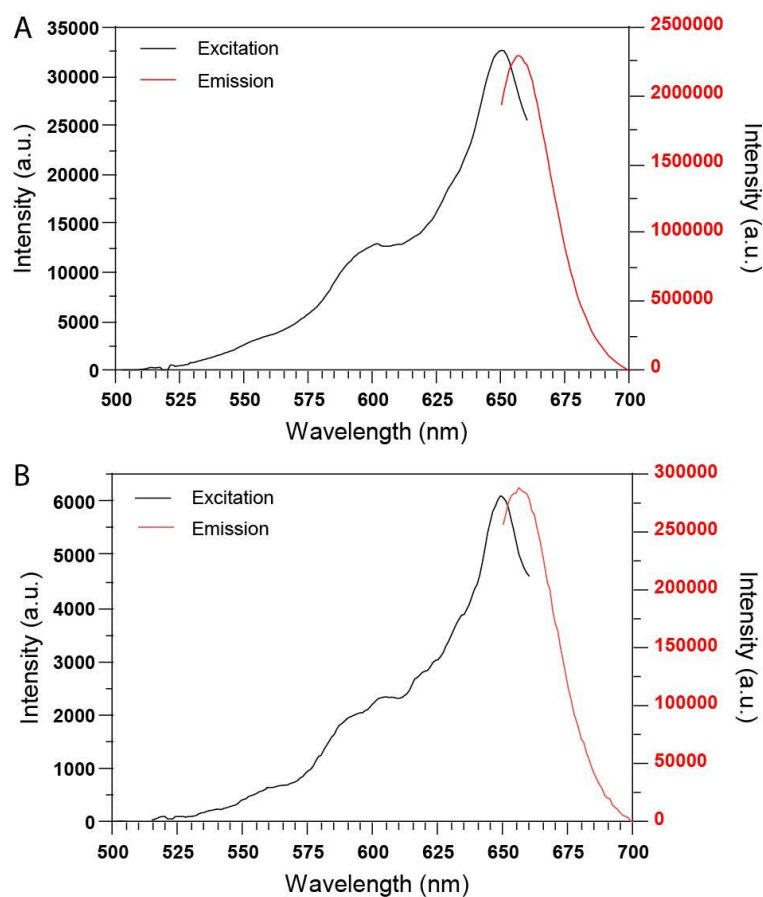 A
Excitation
Emission
35000
30000
25000
20000
15000
10000
5000
0
Intensity (a.u.)
2500000
2000000
1500000
1000000
500000
0
Intensity (a.u.)
500 525 550 575 600 625 650 675 700
Wavelength (nm)
B
Excitation
Emission
6000
5000
4000
3000
2000
1000
0
Intensity (a.u.)
300000
250000
200000
150000
100000
50000
0
Intensity (a.u.)
500 525 550 575 600 625 650 675 700
Wavelength (nm)